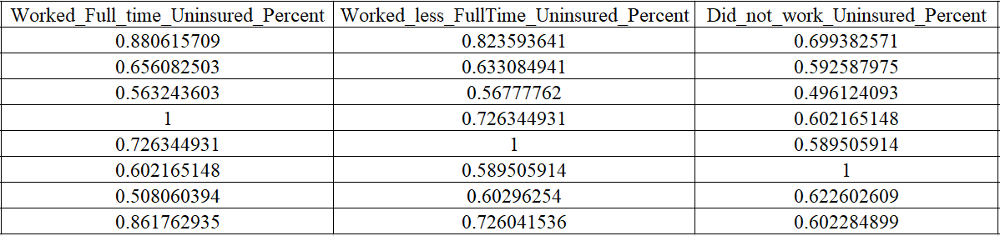 Worked_Full_time_Uninsured_Percent Worked_less_FullTime_Uninsured_Percent Did_not_work_Uninsured_Percent
0.880615709 0.823593641 0.699382571
0.656082503 0.633084941 0.592587975
0.563243603 0.56777762 0.496124093
1 0.726344931 0.602165148
0.726344931 1 0.589505914
0.602165148 0.589505914 1
0.508060394 0.60296254 0.622602609
0.861762935 0.726041536 0.602284899